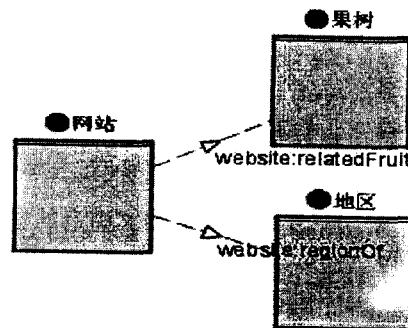 果树
网站
website:relatedFruit
地区
website:regionOf